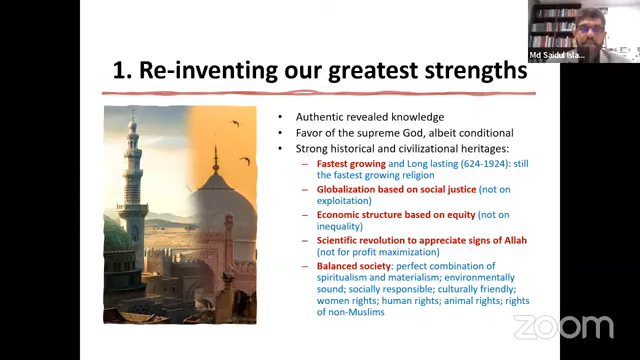 Md Saidul Isla...
1. Re-inventing our greatest strengths
• Authentic revealed knowledge
• Favor of the supreme God, albeit conditional
• Strong historical and civilizational heritages:
– Fastest growing and Long lasting (624-1924): still
the fastest growing religion
– Globalization based on social justice (not on
exploitation)
– Economic structure based on equity (not on
inequality)
– Scientific revolution to appreciate signs of Allah
(not for profit maximization)
– Balanced society: perfect combination of
spiritualism and materialism; environmentally
sound; socially responsible; culturally friendly;
women rights; human rights; animal rights; rights
of non-Muslims
zoom